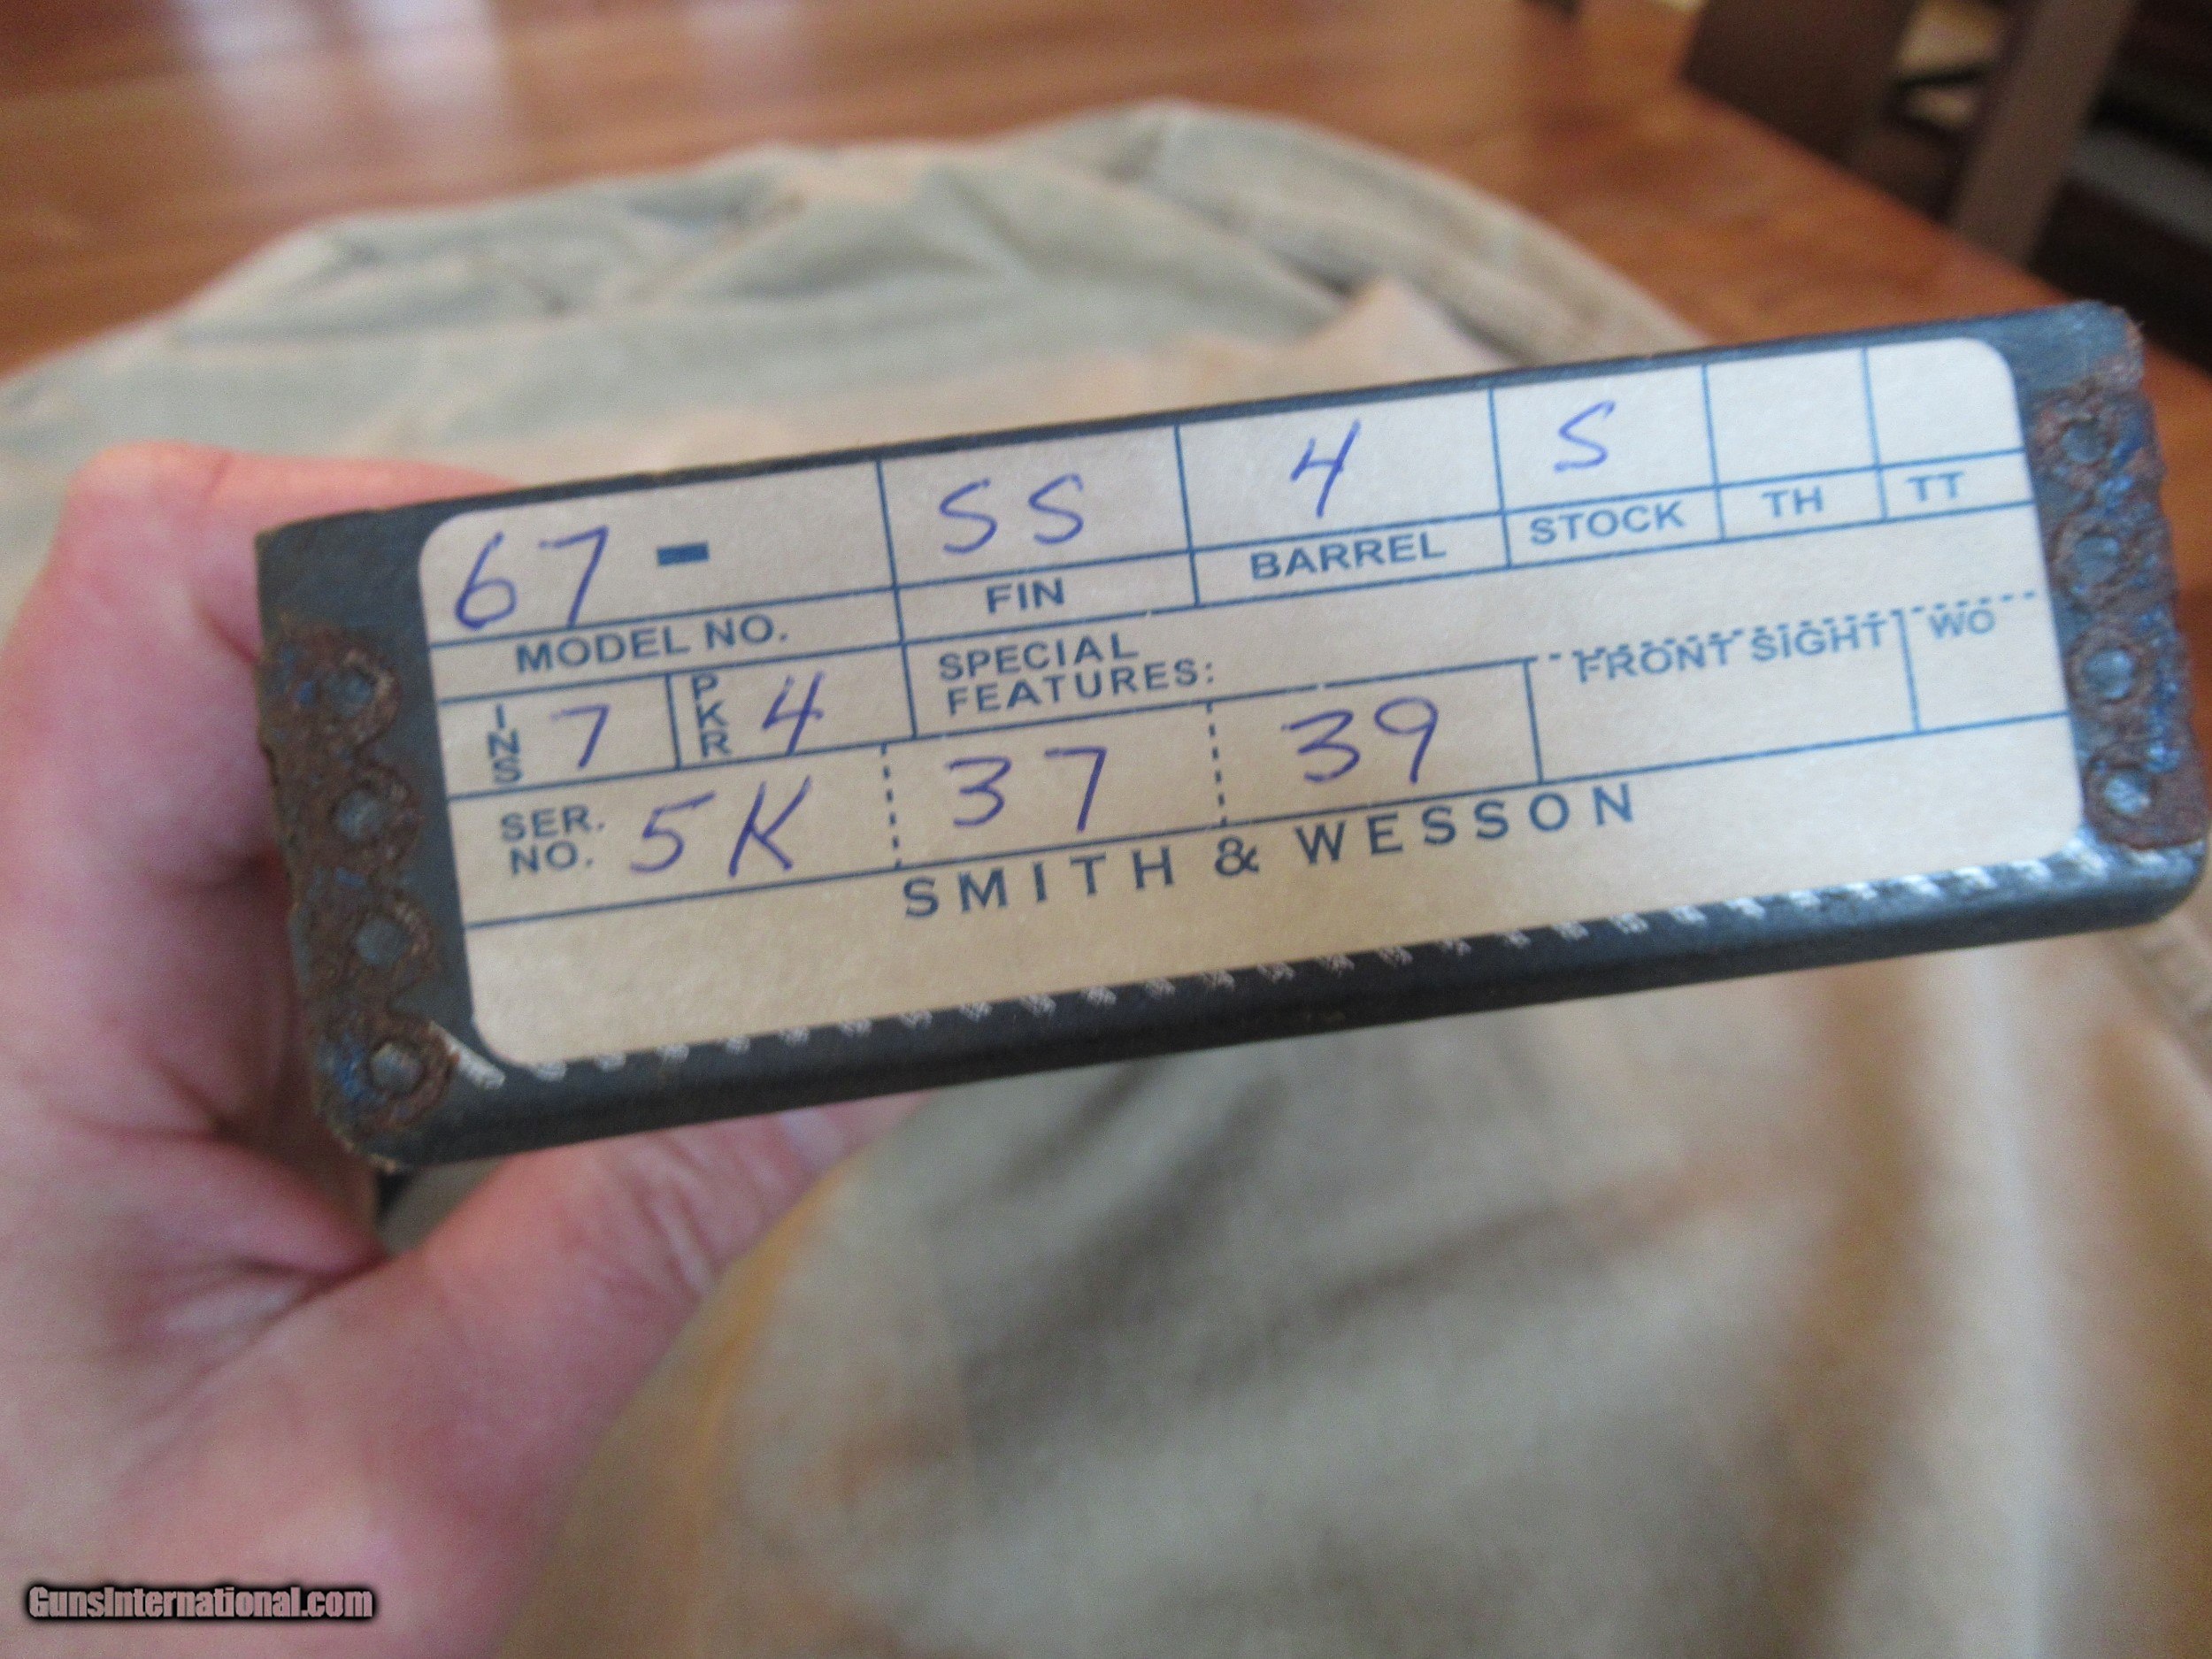 67 - SS 4 S
MODEL NO. FIN BARREL STOCK TH TT
INS 7 PKR 4 SPECIAL FEATURES: FRONT SIGHT WO
SER. NO. 5K 37 39
SMITH & WESSON
GunsInternational.com